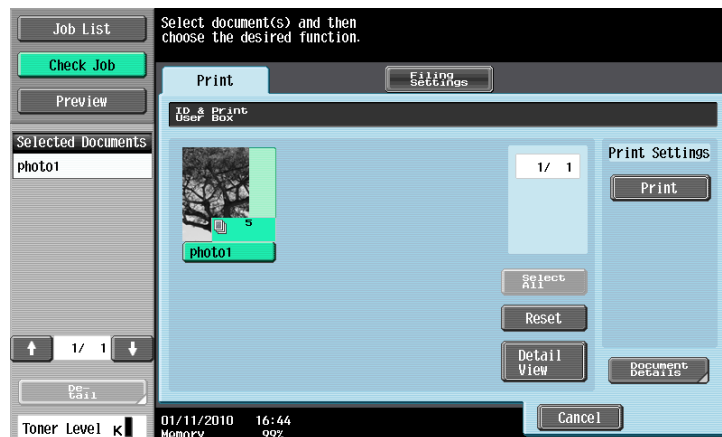 Job List
Check Job
Preview
Selected Documents
photo1
1/ 1
De-
tail
Toner Level K
Select document(s) and then
choose the desired function.
Print
Filing
Settings
ID & Print
User Box
5
photo1
1/ 1
Select
All
Reset
Detail
View
Print Settings
Print
Document
Details
01/11/2010 16:44
Memory 99%
Cancel